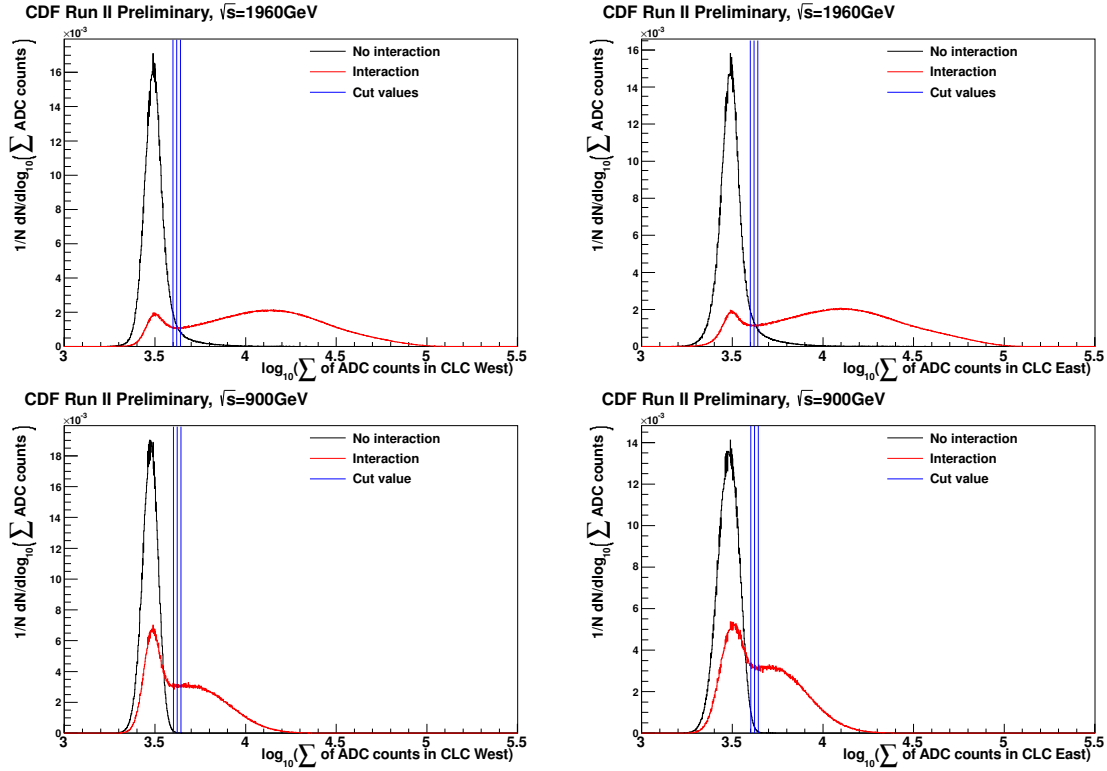 CDF Run II Preliminary, √s=1960GeV
×10⁻³
1/N dN/dlog₁₀(∑ ADC counts)
16
14
12
10
8
6
4
2
0
No interaction
Interaction
Cut values
3 3.5 4 4.5 5 5.5
log₁₀(∑ of ADC counts in CLC West)
CDF Run II Preliminary, √s=1960GeV
×10⁻³
1/N dN/dlog₁₀(∑ ADC counts)
16
14
12
10
8
6
4
2
0
No interaction
Interaction
Cut values
3 3.5 4 4.5 5 5.5
log₁₀(∑ of ADC counts in CLC East)
CDF Run II Preliminary, √s=900GeV
×10⁻³
1/N dN/dlog₁₀(∑ ADC counts)
18
16
14
12
10
8
6
4
2
0
No interaction
Interaction
Cut value
3 3.5 4 4.5 5 5.5
log₁₀(∑ of ADC counts in CLC West)
CDF Run II Preliminary, √s=900GeV
×10⁻³
1/N dN/dlog₁₀(∑ ADC counts)
14
12
10
8
6
4
2
0
No interaction
Interaction
Cut value
3 3.5 4 4.5 5 5.5
log₁₀(∑ of ADC counts in CLC East)